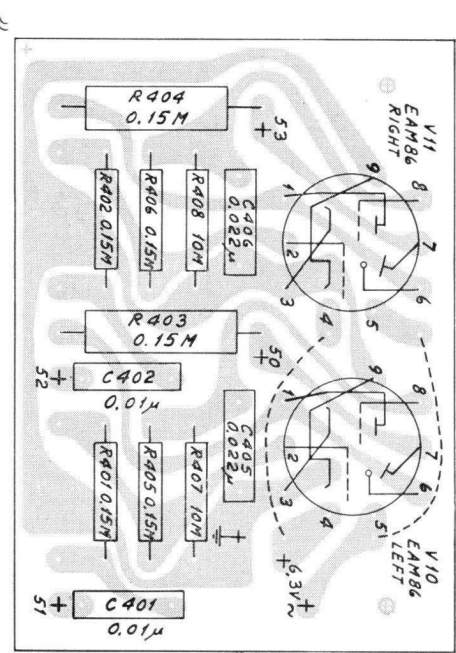 R404
0.15M
53
V11
EAM86
RIGHT
R402 0.15M
R406 0.15M
R408 10M
C406
0.022µ
1
2
3
4
5
6
7
8
9
R403
0.15M
50
52
C402
0.01µ
R401 0.15M
R405 0.15M
R407 10M
C405
0.022µ
1
2
3
4
5
6
7
8
9
V10
EAM86
LEFT
6,3V~
51
C401
0.01µ